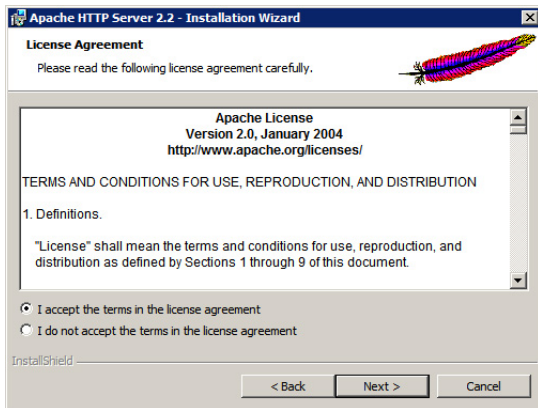 Apache HTTP Server 2.2 - Installation Wizard
License Agreement
Please read the following license agreement carefully.
Apache License
Version 2.0, January 2004
http://www.apache.org/licenses/
TERMS AND CONDITIONS FOR USE, REPRODUCTION, AND DISTRIBUTION
1. Definitions.
"License" shall mean the terms and conditions for use, reproduction, and
distribution as defined by Sections 1 through 9 of this document.
I accept the terms in the license agreement
I do not accept the terms in the license agreement
InstallShield
< Back Next > Cancel